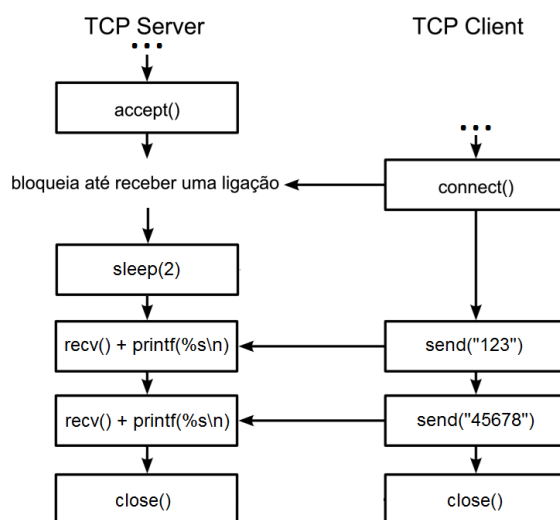 TCP Server
TCP Client
...
accept()
...
bloqueia até receber uma ligação
connect()
sleep(2)
recv() + printf(%s\n)
send("123")
recv() + printf(%s\n)
send("45678")
close()
close()